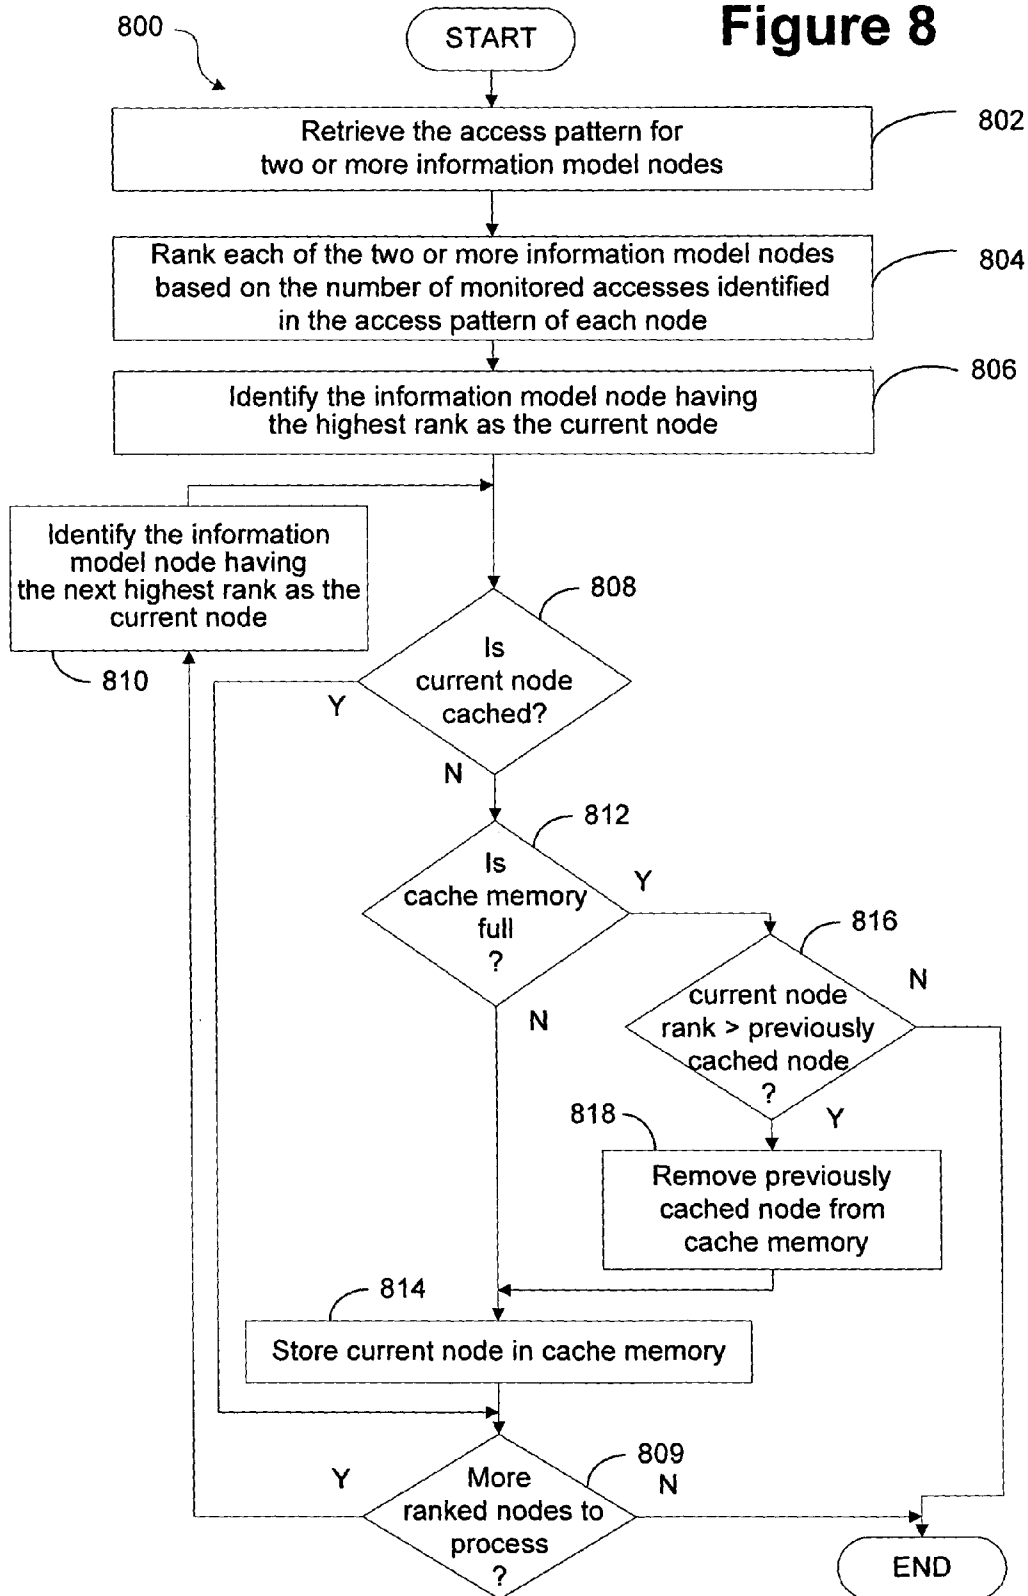 Figure 8
800
START
Retrieve the access pattern for
two or more information model nodes
802
Rank each of the two or more information model nodes
based on the number of monitored accesses identified
in the access pattern of each node
804
Identify the information model node having
the highest rank as the current node
806
Identify the information
model node having
the next highest rank as the
current node
810
808
Is
current node
cached?
Y
N
812
Is
cache memory
full
?
Y
N
816
current node
rank > previously
cached node
?
N
Y
818
Remove previously
cached node from
cache memory
814
Store current node in cache memory
809
More
ranked nodes to
process
?
Y
N
END